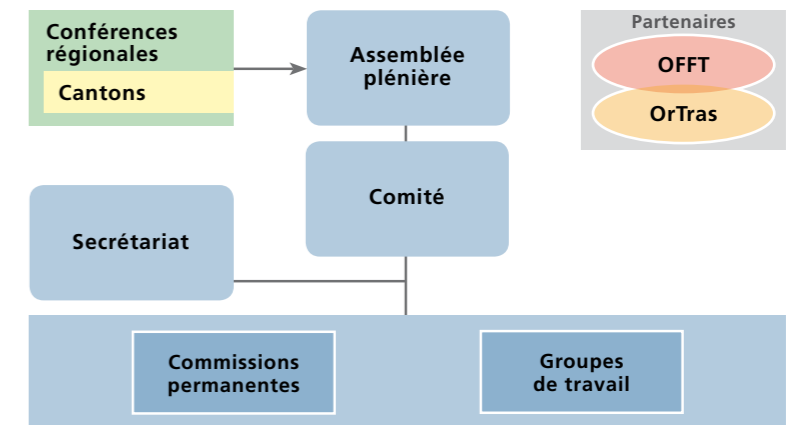 Conférences
régionales
Cantons
Assemblée
plénière
Partenaires
OFFT
OrTras
Comité
Secrétariat
Commissions
permanentes
Groupes
de travail